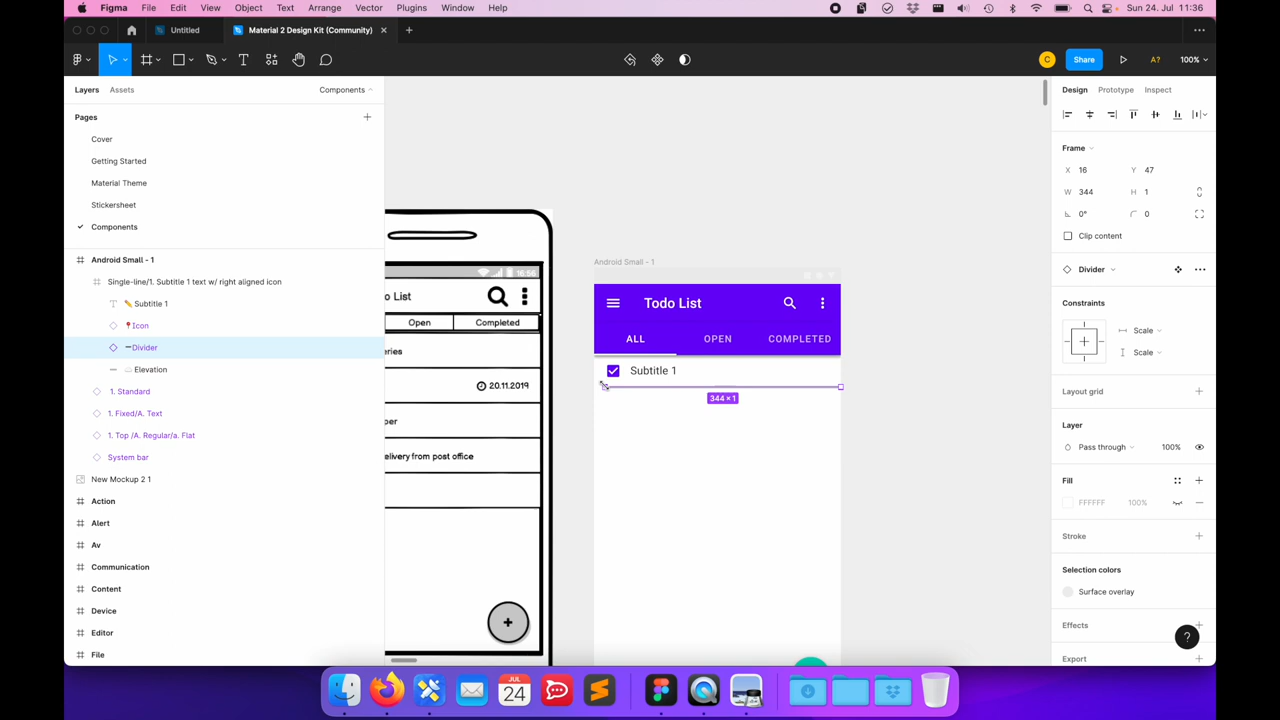 Figma File Edit View Object Text Arrange Vector Plugins Window Help Sun 24. Jul 11:36
Untitled Material 2 Design Kit (Community)
C Share A? 100%
Layers Assets Components
Pages
Cover
Getting Started
Material Theme
Stickersheet
Components
Android Small - 1
Single-line/1. Subtitle 1 text w/ right aligned icon
Subtitle 1
Icon
Divider
Elevation
1. Standard
1. Fixed/A. Text
1. Top /A. Regular/a. Flat
System bar
New Mockup 2 1
Action
Alert
Av
Communication
Content
Device
Editor
File
16:56
o List
Open Completed
eries
20.11.2019
per
elivery from post office
Android Small - 1
Todo List
ALL OPEN COMPLETED
Subtitle 1
344 × 1
Design Prototype Inspect
Frame
X 16 Y 47
W 344 H 1
0° 0
Clip content
Divider
Constraints
Scale
Scale
Layout grid
Layer
Pass through 100%
Fill
FFFFFF 100%
Stroke
Selection colors
Surface overlay
Effects
?
Export
JUL
24